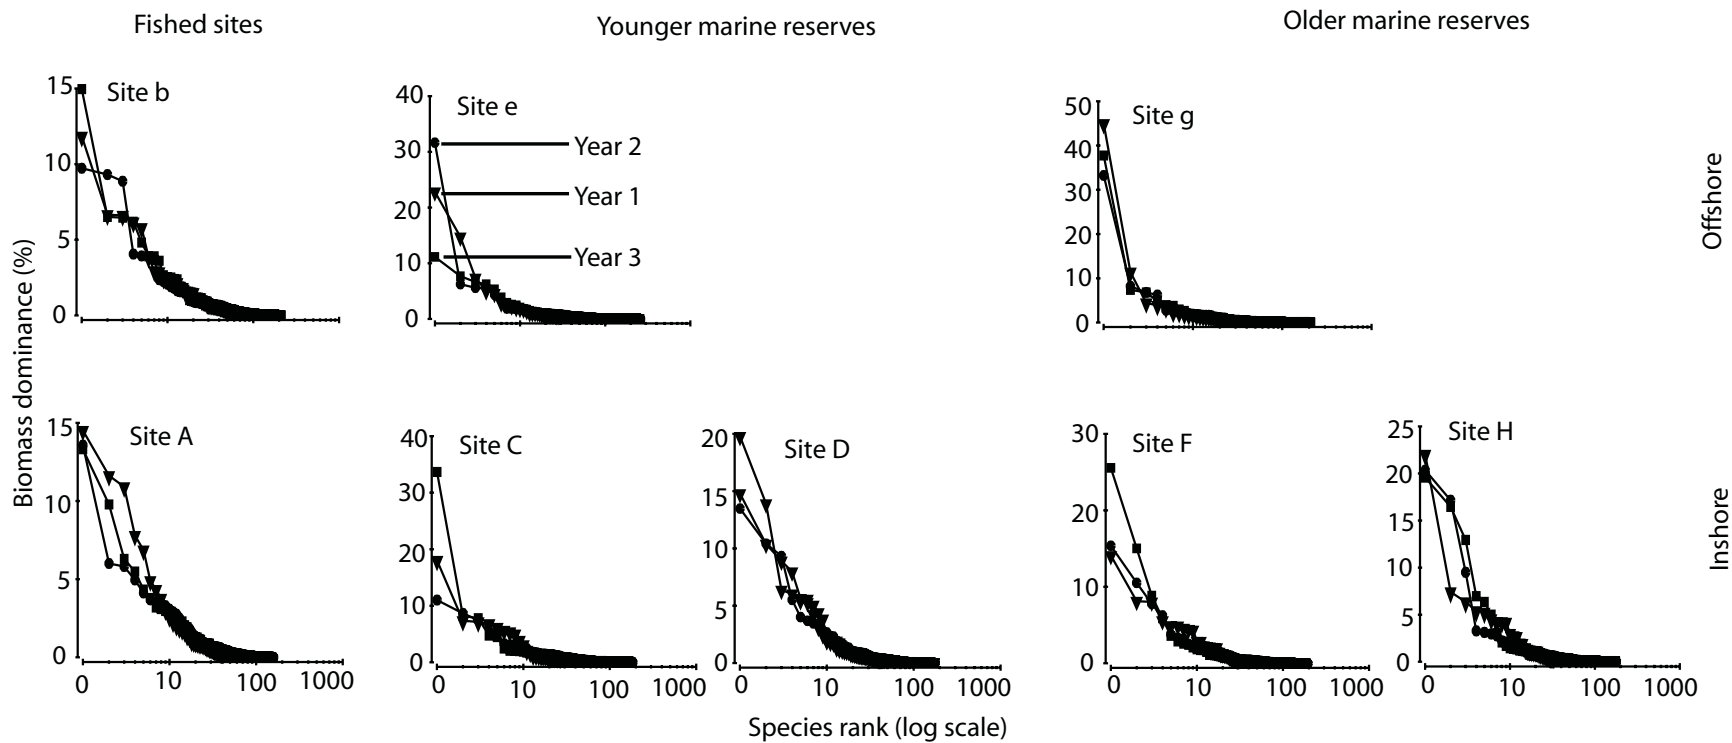 Fished sites
Younger marine reserves
Older marine reserves
Biomass dominance (%)
15
10
5
0
Site b
40
30
20
10
0
Site e
Year 2
Year 1
Year 3
50
40
30
20
10
0
Site g
Offshore
15
10
5
0
Site A
0 10 100 1000
40
30
20
10
0
Site C
0 10 100 1000
20
15
10
5
0
Site D
0 10 100 1000
30
20
10
0
Site F
0 10 100 1000
25
20
15
10
5
0
Site H
0 10 100 1000
Inshore
Species rank (log scale)